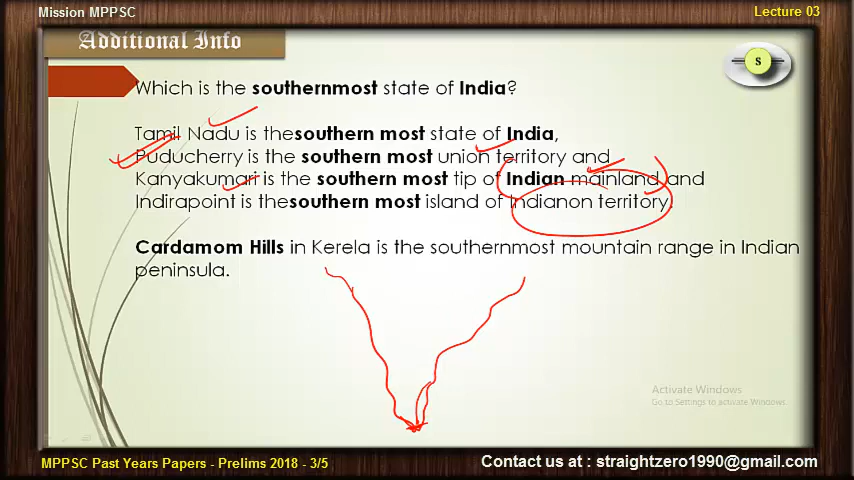 Mission MPPSC
Lecture 03
Additional Info
S
Which is the southernmost state of India?
Tamil Nadu is thesouthern most state of India,
Puducherry is the southern most union territory and
Kanyakumari is the southern most tip of Indian mainland and
Indirapoint is thesouthern most island of Indianon territory.
Cardamom Hills in Kerela is the southernmost mountain range in Indian
peninsula.
Activate Windows
Go to Settings to activate Windows.
MPPSC Past Years Papers - Prelims 2018 - 3/5
Contact us at : straightzero1990@gmail.com